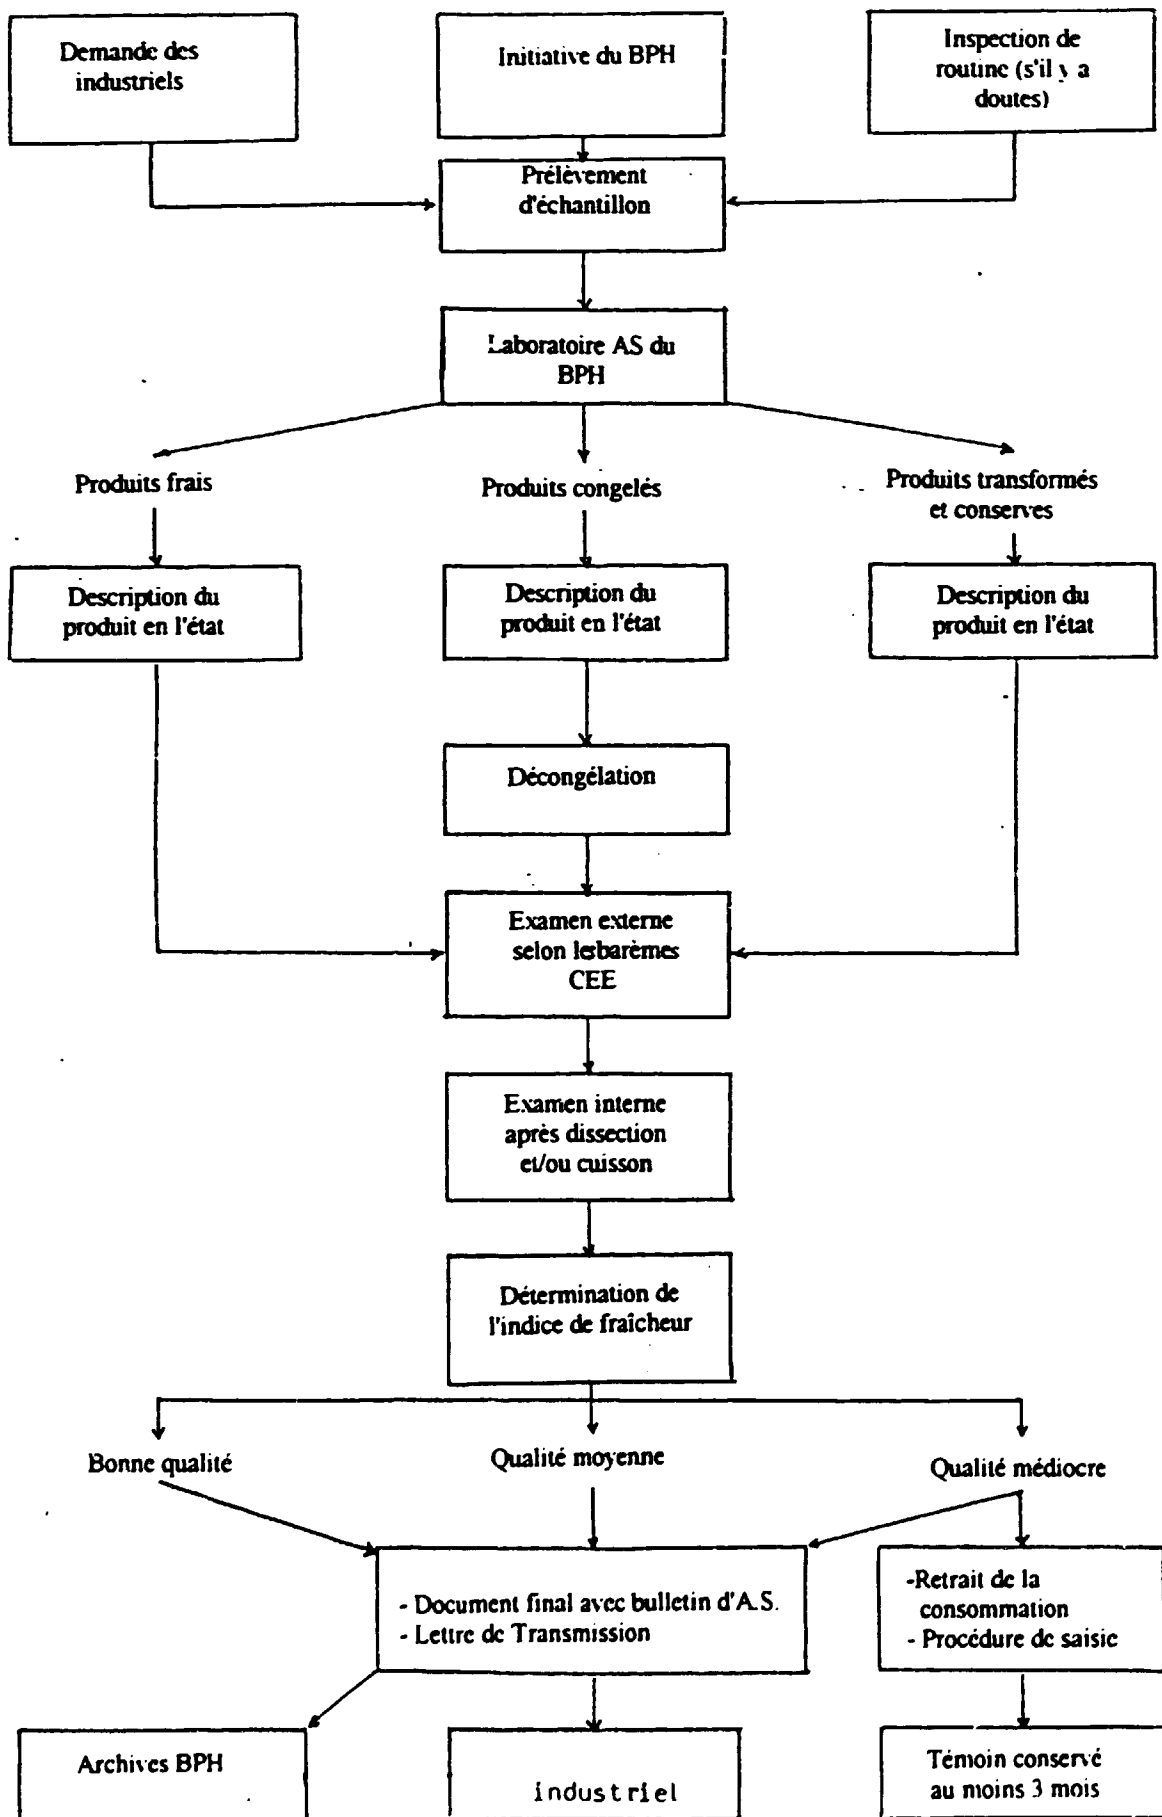 Demande des
industriels
Initiative du BPH
Inspection de
routine (s'il y a
doutes)
Prélèvement
d'échantillon
Laboratoire AS du
BPH
Produits frais
Produits congelés
Produits transformés
et conserves
Description du
produit en l'état
Description du
produit en l'état
Description du
produit en l'état
Décongélation
Examen externe
selon lesbarèmes
CEE
Examen interne
après dissection
et/ou cuisson
Détermination de
l'indice de fraîcheur
Bonne qualité
Qualité moyenne
Qualité médiocre
- Document final avec bulletin d'A.S.
- Lettre de Transmission
-Retrait de la
consommation
- Procédure de saisie
Archives BPH
industriel
Témoin conservé
au moins 3 mois